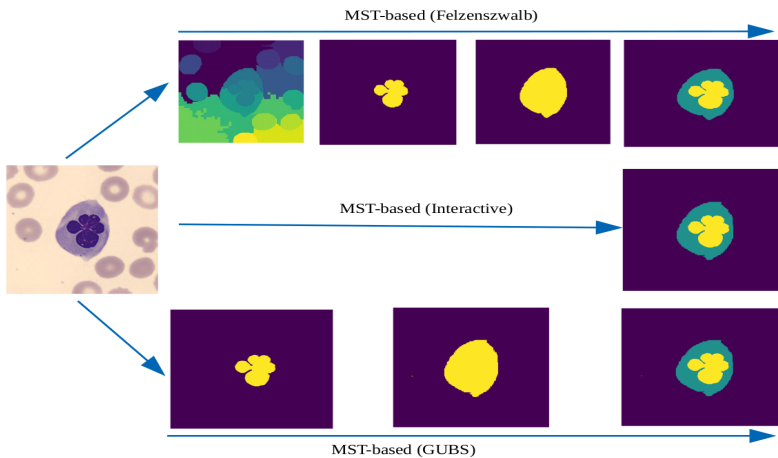 MST-based (Felzenszwalb)
MST-based (Interactive)
MST-based (GUBS)